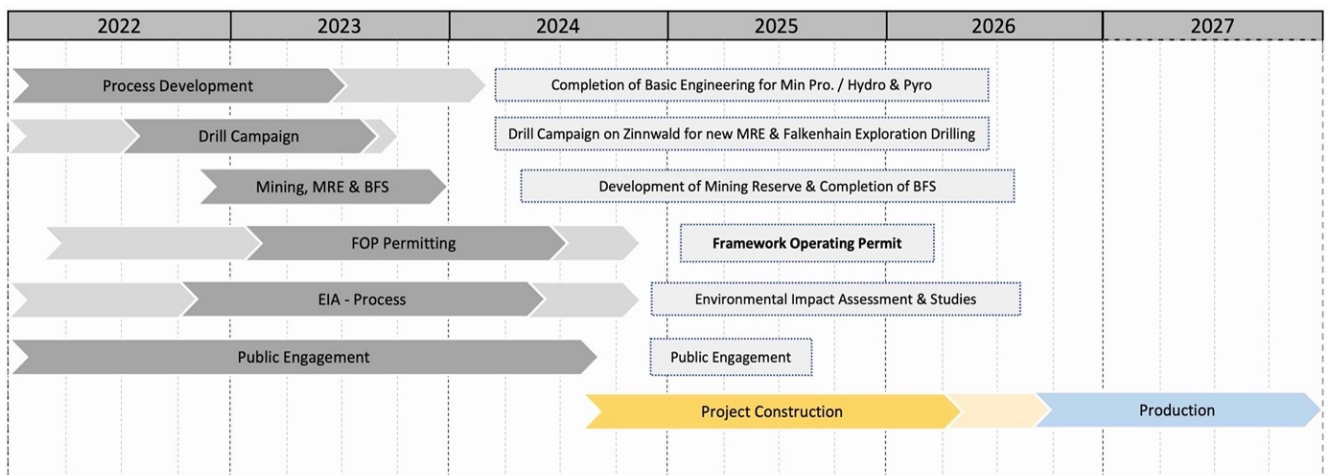 2022 2023 2024 2025 2026 2027
Process Development Completion of Basic Engineering for Min Pro. / Hydro & Pyro
Drill Campaign Drill Campaign on Zinnwald for new MRE & Falkenhain Exploration Drilling
Mining, MRE & BFS Development of Mining Reserve & Completion of BFS
FOP Permitting Framework Operating Permit
EIA - Process Environmental Impact Assessment & Studies
Public Engagement Public Engagement
Project Construction Production